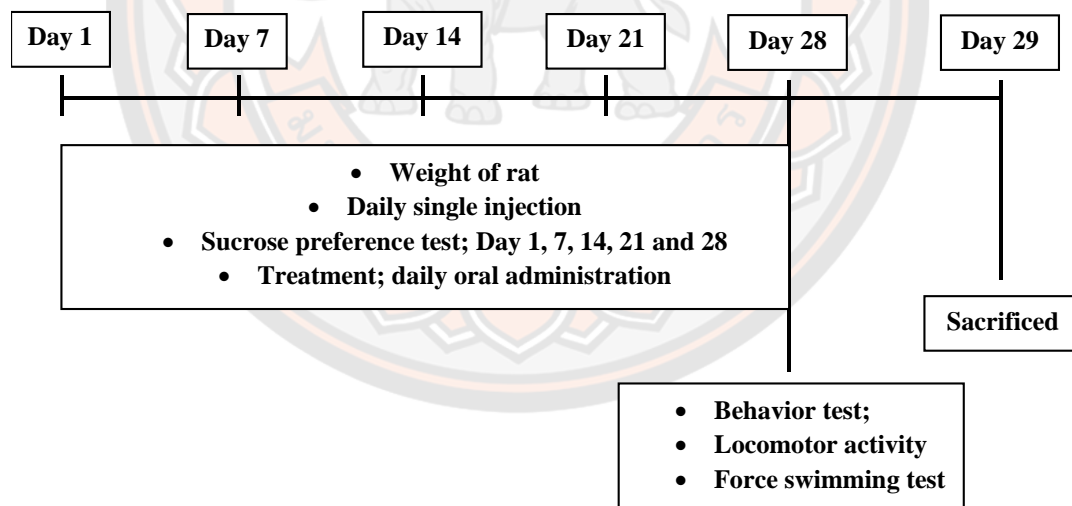 Day 1
Day 7
Day 14
Day 21
Day 28
Day 29
• Weight of rat
• Daily single injection
• Sucrose preference test; Day 1, 7, 14, 21 and 28
• Treatment; daily oral administration
Sacrificed
• Behavior test;
• Locomotor activity
• Force swimming test